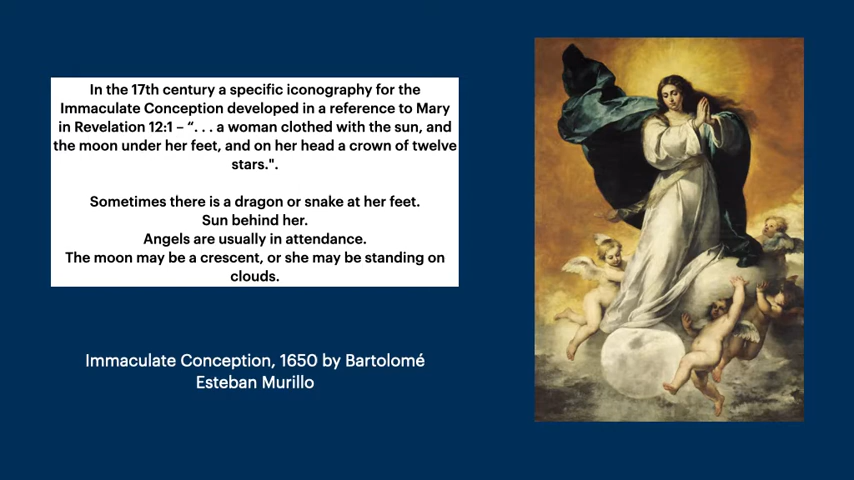 In the 17th century a specific iconography for the
Immaculate Conception developed in a reference to Mary
in Revelation 12:1 – “. . . a woman clothed with the sun, and
the moon under her feet, and on her head a crown of twelve
stars.".
Sometimes there is a dragon or snake at her feet.
Sun behind her.
Angels are usually in attendance.
The moon may be a crescent, or she may be standing on
clouds.
Immaculate Conception, 1650 by Bartolomé
Esteban Murillo